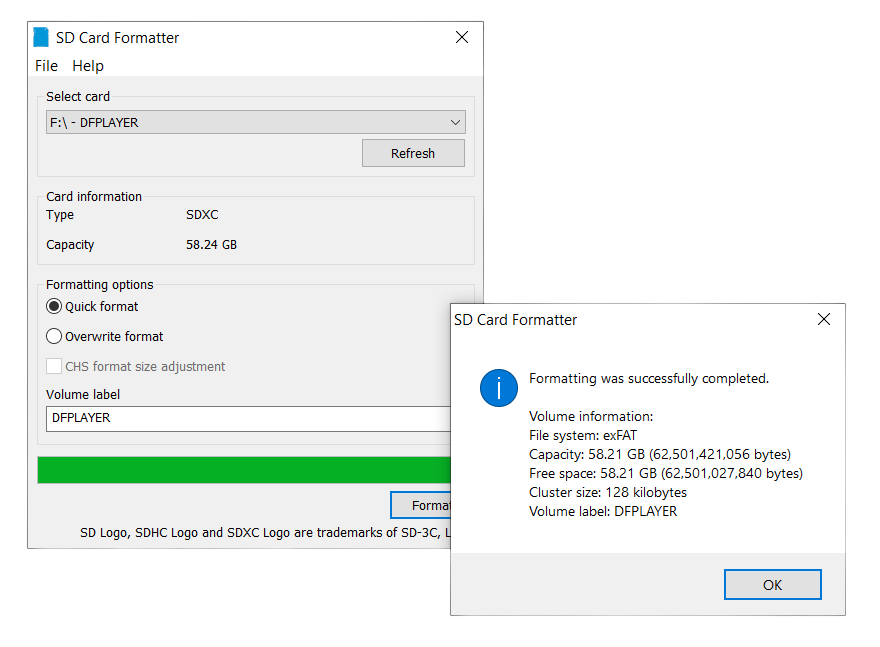 SD Card Formatter
File Help
Select card
F:\ - DFPLAYER
Refresh
Card information
Type SDXC
Capacity 58.24 GB
Formatting options
Quick format
Overwrite format
CHS format size adjustment
Volume label
DFPLAYER
Format
SD Logo, SDHC Logo and SDXC Logo are trademarks of SD-3C, L
SD Card Formatter
Formatting was successfully completed.
Volume information:
File system: exFAT
Capacity: 58.21 GB (62,501,421,056 bytes)
Free space: 58.21 GB (62,501,027,840 bytes)
Cluster size: 128 kilobytes
Volume label: DFPLAYER
OK